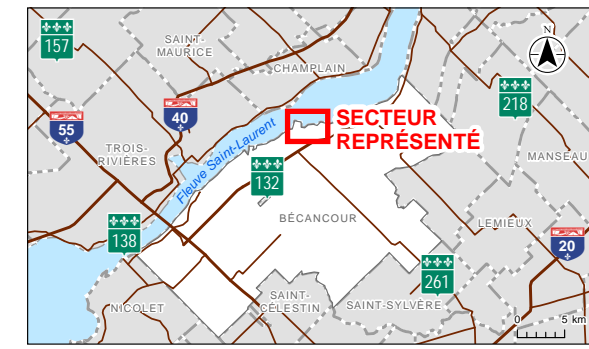 157
SAINT-
MAURICE
CHAMPLAIN
N
218
40
55
SECTEUR
REPRÉSENTÉ
TROIS-
RIVIÈRES
Fleuve Saint-Laurent
MANSEAU
132
BÉCANCOUR
LEMIEUX
138
20
261
NICOLET
SAINT-
CÉLESTIN
SAINT-SYLVÈRE
0 5 km